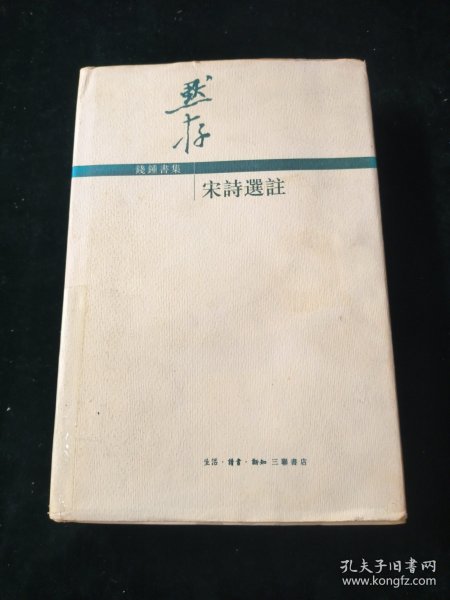 默存
錢鍾書集
宋詩選註
生活·讀書·新知三聯書店
孔夫子旧书网
www.kongfz.com